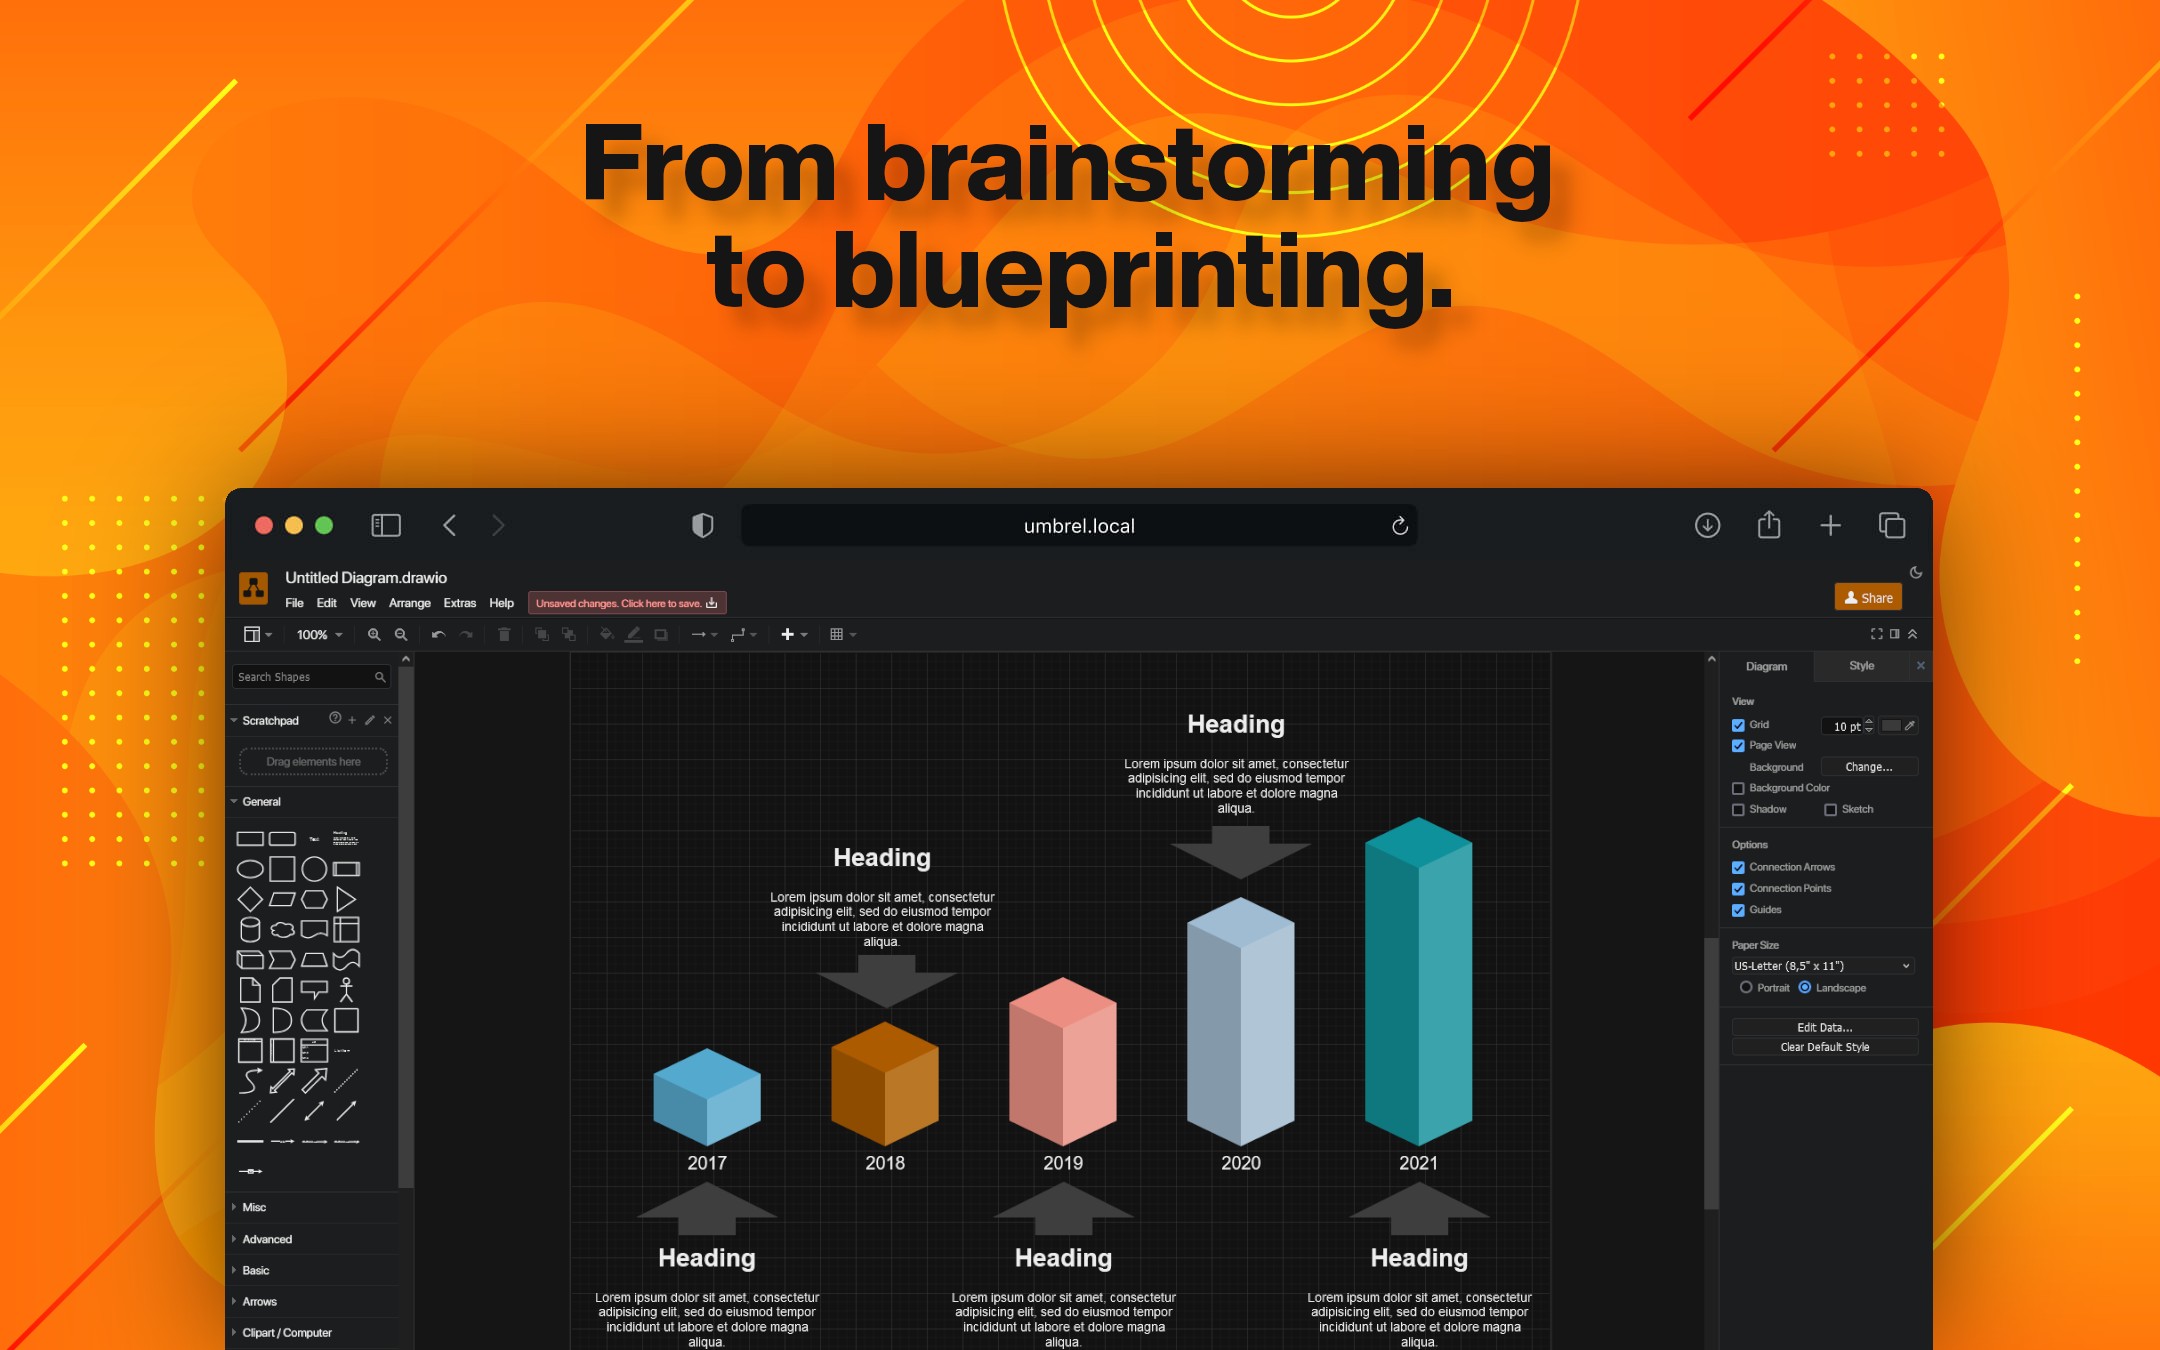 From brainstorming
to blueprinting.
umbrel.local
Untitled Diagram.drawio
File Edit View Arrange Extras Help
Unsaved changes. Click here to save.
Share
100%
Search Shapes
Scratchpad
Drag elements here
General
Misc
Advanced
Basic
Arrows
Clipart / Computer
Heading
Lorem ipsum dolor sit amet, consectetur
adipisicing elit, sed do eiusmod tempor
incididunt ut labore et dolore magna
aliqua.
Heading
Lorem ipsum dolor sit amet, consectetur
adipisicing elit, sed do eiusmod tempor
incididunt ut labore et dolore magna
aliqua.
2017 2018 2019 2020 2021
Heading
Lorem ipsum dolor sit amet, consectetur
adipisicing elit, sed do eiusmod tempor
incididunt ut labore et dolore magna
aliqua.
Heading
Lorem ipsum dolor sit amet, consectetur
adipisicing elit, sed do eiusmod tempor
incididunt ut labore et dolore magna
aliqua.
Heading
Lorem ipsum dolor sit amet, consectetur
adipisicing elit, sed do eiusmod tempor
incididunt ut labore et dolore magna
aliqua.
Diagram Style
View
Grid 10 pt
Page View
Background Change...
Background Color
Shadow Sketch
Options
Connection Arrows
Connection Points
Guides
Paper Size
US-Letter (8,5" x 11")
Portrait Landscape
Edit Data...
Clear Default Style